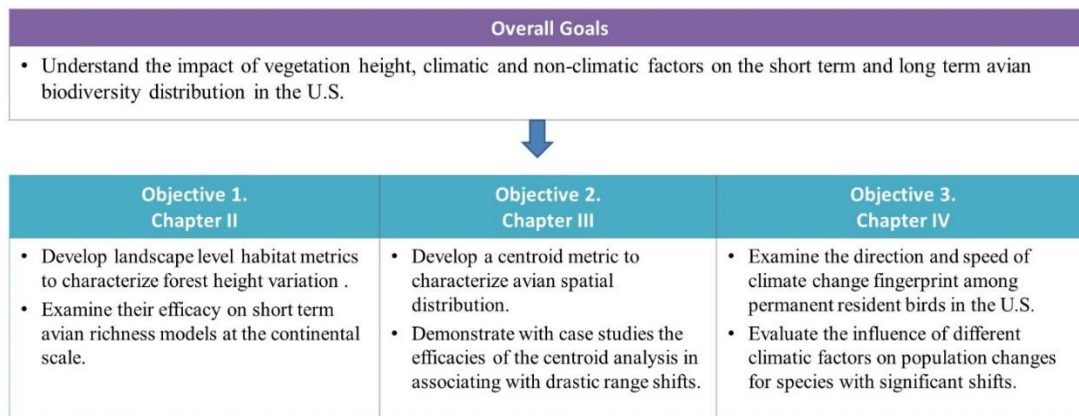 Overall Goals
• Understand the impact of vegetation height, climatic and non-climatic factors on the short term and long term avian
biodiversity distribution in the U.S.
Objective 1.
Chapter II
• Develop landscape level habitat metrics
to characterize forest height variation .
• Examine their efficacy on short term
avian richness models at the continental
scale.
Objective 2.
Chapter III
• Develop a centroid metric to
characterize avian spatial
distribution.
• Demonstrate with case studies the
efficacies of the centroid analysis in
associating with drastic range shifts.
Objective 3.
Chapter IV
• Examine the direction and speed of
climate change fingerprint among
permanent resident birds in the U.S.
• Evaluate the influence of different
climatic factors on population changes
for species with significant shifts.